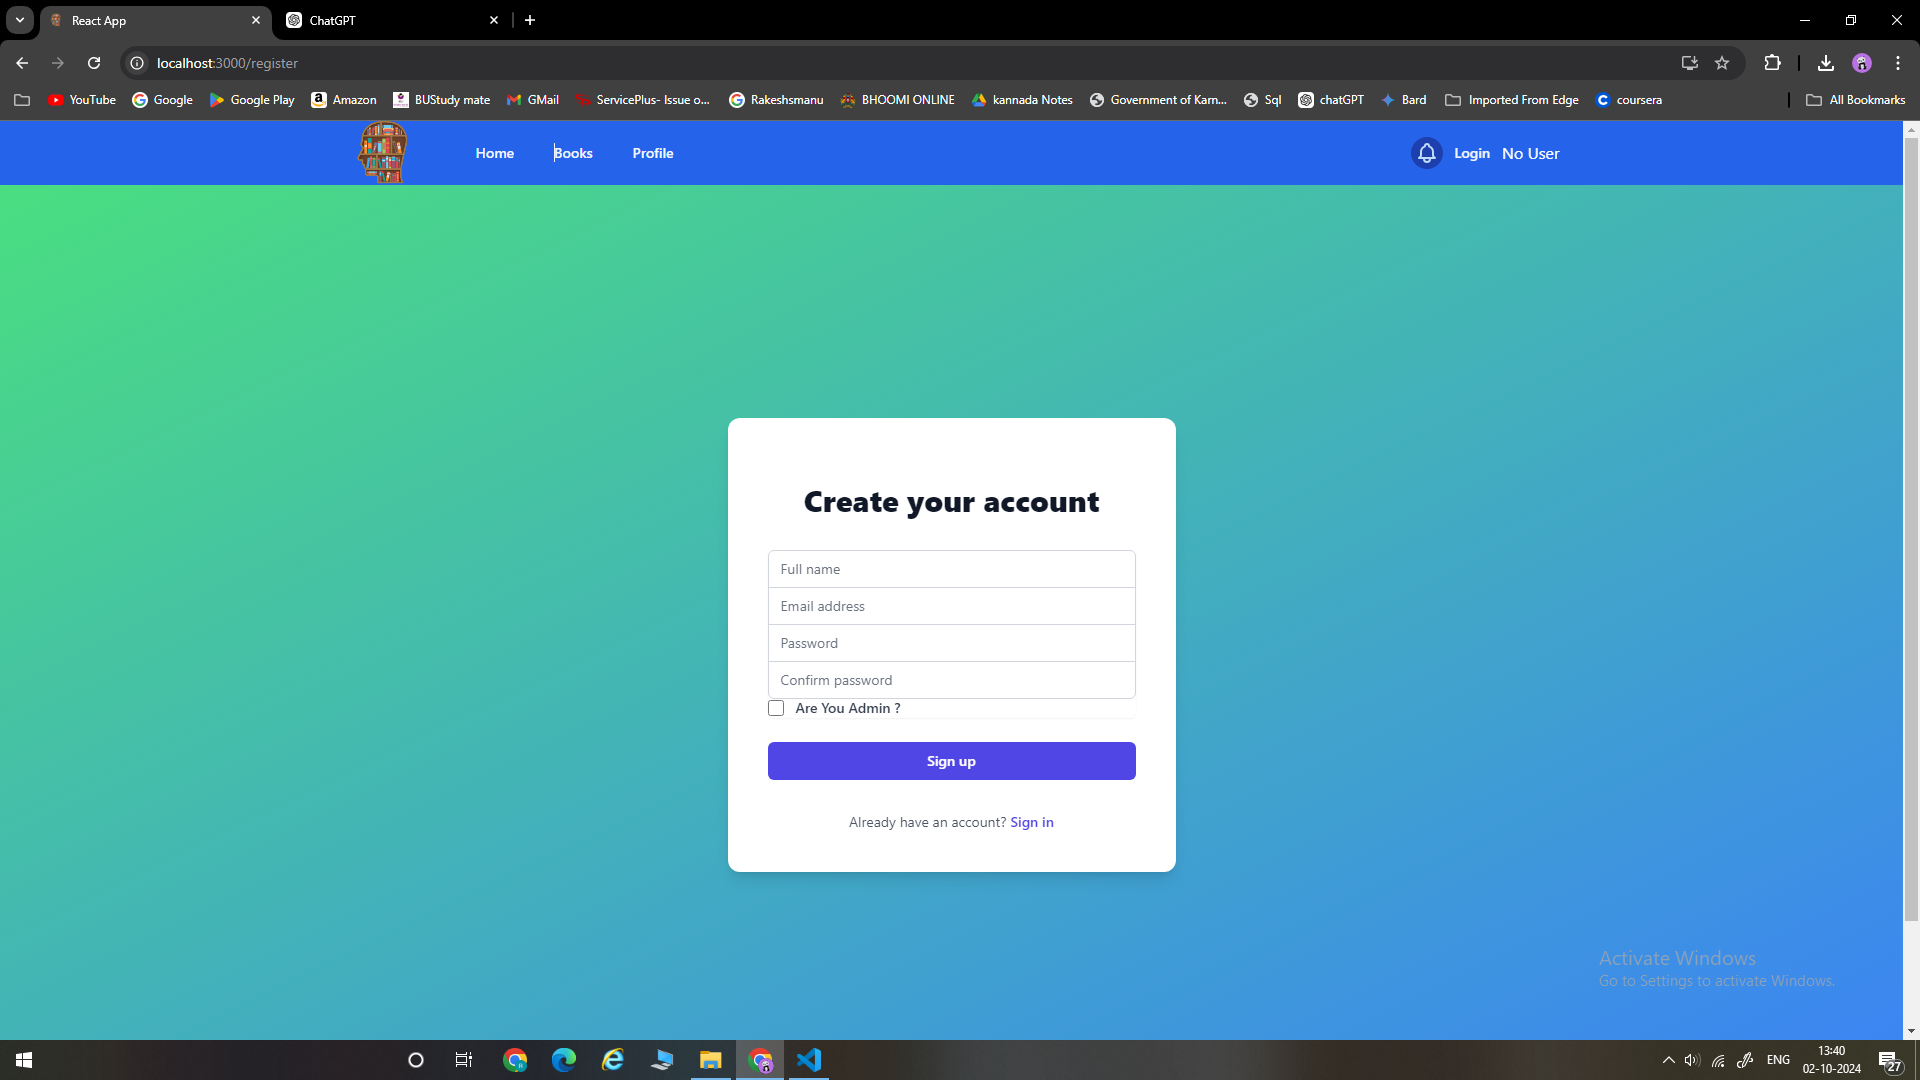 React App
ChatGPT
localhost:3000/register
YouTube Google Google Play Amazon BUStudy mate GMail ServicePlus- Issue o... Rakeshsmanu BHOOMI ONLINE kannada Notes Government of Karn... Sql chatGPT Bard Imported From Edge coursera All Bookmarks
Home Books Profile Login No User
Create your account
Full name
Email address
Password
Confirm password
Are You Admin ?
Sign up
Already have an account? Sign in
Activate Windows
Go to Settings to activate Windows.
ENG
13:40
02-10-2024
27